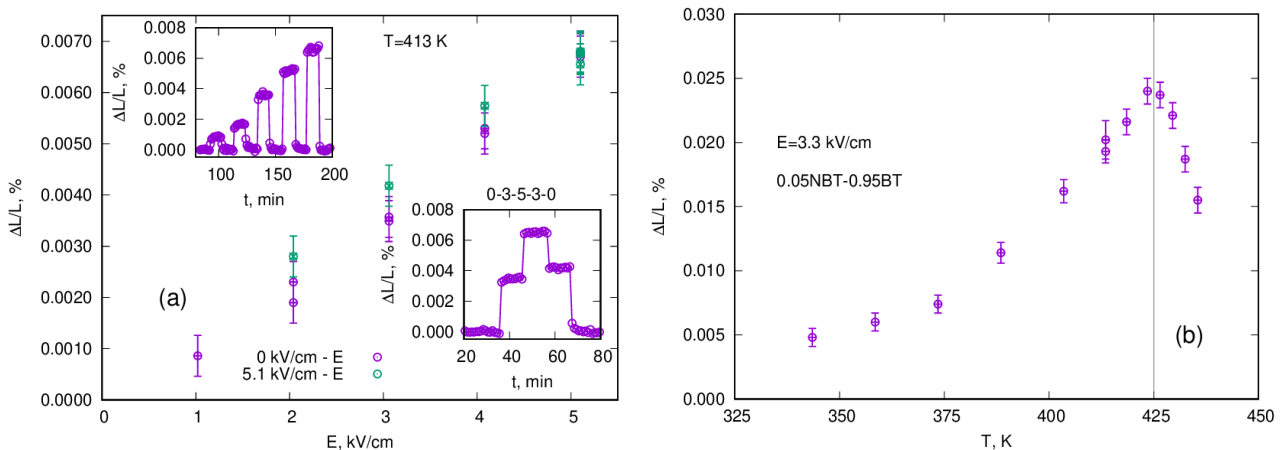 0.0070
0.0060
0.0050
0.0040
0.0030
0.0020
0.0010
0.0000
ΔL/L, %
0 1 2 3 4 5
E, kV/cm
T=413 K
(a)
0 kV/cm - E
5.1 kV/cm - E
0.008
0.006
0.004
0.002
0.000
ΔL/L, %
100 150 200
t, min
0-3-5-3-0
0.008
0.006
0.004
0.002
0.000
ΔL/L, %
20 40 60 80
t, min
0.030
0.025
0.020
0.015
0.010
0.005
0.000
ΔL/L, %
325 350 375 400 425 450
T, K
E=3.3 kV/cm
0.05NBT-0.95BT
(b)